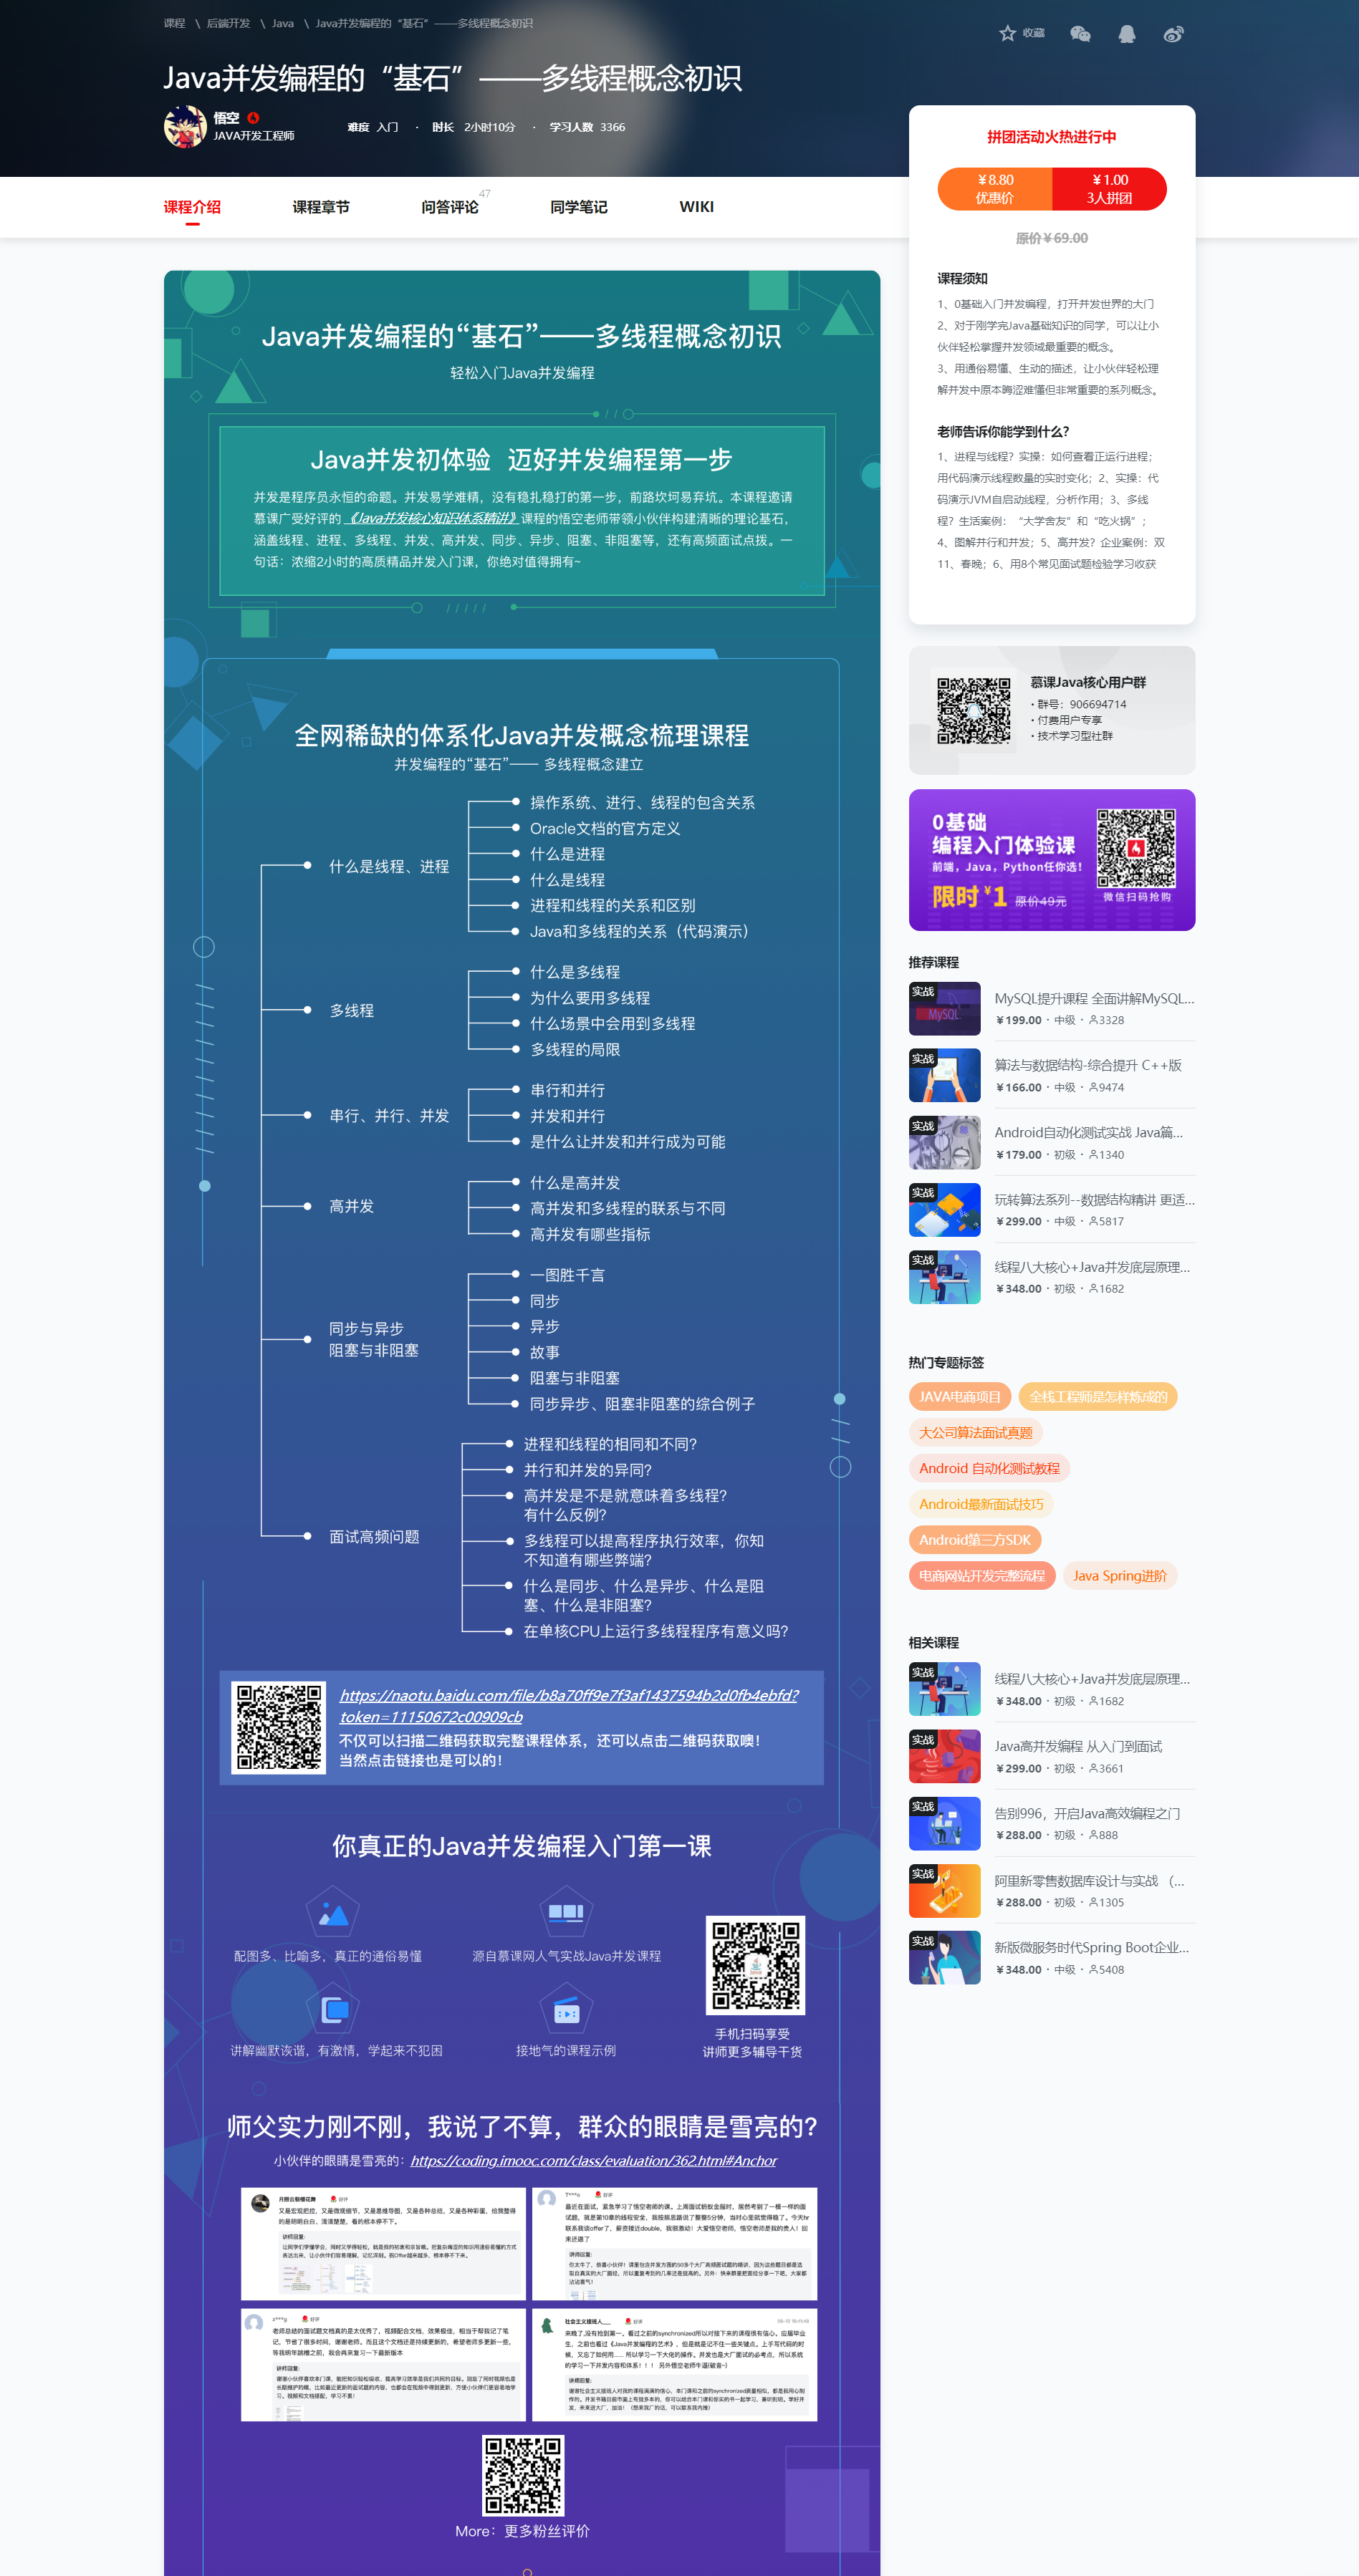 课程 \ 后端开发 \ Java \ Java并发编程的“基石”——多线程概念初识
收藏
Java并发编程的“基石”——多线程概念初识
悟空
JAVA开发工程师
难度 入门 · 时长 2小时10分 · 学习人数 3366
课程介绍
课程章节
问答评论
47
同学笔记
WIKI
拼团活动火热进行中
¥8.80
优惠价
¥1.00
3人拼团
原价¥69.00
课程须知
1、0基础入门并发编程，打开并发世界的大门
2、对于刚学完Java基础知识的同学，可以让小
伙伴轻松掌握并发领域最重要的概念。
3、用通俗易懂、生动的描述，让小伙伴轻松理
解并发中原本晦涩难懂但非常重要的系列概念。
老师告诉你能学到什么？
1、进程与线程？实操：如何查看正运行进程；
用代码演示线程数量的实时变化；2、实操：代
码演示JVM自启动线程，分析作用；3、多线
程？生活案例：“大学舍友”和“吃火锅”；
4、图解并行和并发；5、高并发？企业案例：双
11、春晚；6、用8个常见面试题检验学习收获
Java并发编程的“基石”——多线程概念初识
轻松入门Java并发编程
Java并发初体验 迈好并发编程第一步
并发是程序员永恒的命题。并发易学难精，没有稳扎稳打的第一步，前路坎坷易弃坑。本课程邀请
慕课广受好评的《Java并发核心知识体系精讲》课程的悟空老师带领小伙伴构建清晰的理论基石，
涵盖线程、进程、多线程、并发、高并发、同步、异步、阻塞、非阻塞等，还有高频面试点拨。一
句话：浓缩2小时的高质精品并发入门课，你绝对值得拥有~
全网稀缺的体系化Java并发概念梳理课程
并发编程的“基石”—— 多线程概念建立
什么是线程、进程
操作系统、进行、线程的包含关系
Oracle文档的官方定义
什么是进程
什么是线程
进程和线程的关系和区别
Java和多线程的关系（代码演示）
多线程
什么是多线程
为什么要用多线程
什么场景中会用到多线程
多线程的局限
串行、并行、并发
串行和并行
并发和并行
是什么让并发和并行成为可能
高并发
什么是高并发
高并发和多线程的联系与不同
高并发有哪些指标
同步与异步
阻塞与非阻塞
一图胜千言
同步
异步
故事
阻塞与非阻塞
同步异步、阻塞非阻塞的综合例子
面试高频问题
进程和线程的相同和不同？
并行和并发的异同？
高并发是不是就意味着多线程？
有什么反例？
多线程可以提高程序执行效率，你知
不知道有哪些弊端？
什么是同步、什么是异步、什么是阻
塞、什么是非阻塞？
在单核CPU上运行多线程程序有意义吗？
https://naotu.baidu.com/file/b8a70ff9e7f3af1437594b2d0fb4ebfd?
token=11150672c00909cb
不仅可以扫描二维码获取完整课程体系，还可以点击二维码获取噢！
当然点击链接也是可以的！
你真正的Java并发编程入门第一课
配图多、比喻多，真正的通俗易懂
源自慕课网人气实战Java并发课程
讲解幽默诙谐，有激情，学起来不犯困
接地气的课程示例
手机扫码享受
讲师更多辅导干货
师父实力刚不刚，我说了不算，群众的眼睛是雪亮的？
小伙伴的眼睛是雪亮的：https://coding.imooc.com/class/evaluation/362.html#Anchor
More：更多粉丝评价
慕课Java核心用户群
• 群号：906694714
• 付费用户专享
• 技术学习型社群
0基础
编程入门体验课
前端，Java，Python任你选！
限时¥1 原价49元
微信扫码抢购
推荐课程
实战
MySQL提升课程 全面讲解MySQL...
¥199.00 · 中级 · 3328
实战
算法与数据结构-综合提升 C++版
¥166.00 · 中级 · 9474
实战
Android自动化测试实战 Java篇...
¥179.00 · 初级 · 1340
实战
玩转算法系列--数据结构精讲 更适...
¥299.00 · 中级 · 5817
实战
线程八大核心+Java并发底层原理...
¥348.00 · 初级 · 1682
热门专题标签
JAVA电商项目
全栈工程师是怎样炼成的
大公司算法面试真题
Android 自动化测试教程
Android最新面试技巧
Android第三方SDK
电商网站开发完整流程
Java Spring进阶
相关课程
实战
线程八大核心+Java并发底层原理...
¥348.00 · 初级 · 1682
实战
Java高并发编程 从入门到面试
¥299.00 · 初级 · 3661
实战
告别996，开启Java高效编程之门
¥288.00 · 初级 · 888
实战
阿里新零售数据库设计与实战 （...
¥288.00 · 初级 · 1305
实战
新版微服务时代Spring Boot企业...
¥348.00 · 中级 · 5408